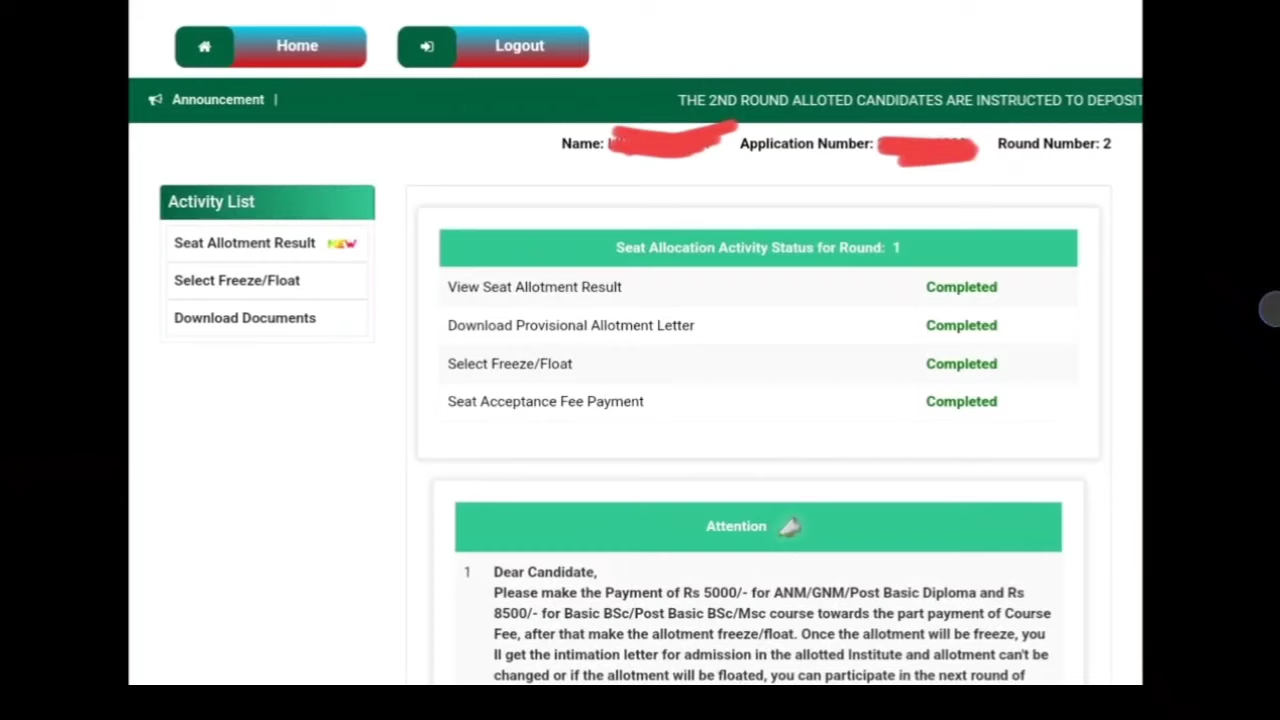 Home
Logout
Announcement |
THE 2ND ROUND ALLOTED CANDIDATES ARE INSTRUCTED TO DEPOSIT
Name:
Application Number:
Round Number: 2
Activity List
Seat Allotment Result NEW
Select Freeze/Float
Download Documents
Seat Allocation Activity Status for Round: 1
View Seat Allotment Result Completed
Download Provisional Allotment Letter Completed
Select Freeze/Float Completed
Seat Acceptance Fee Payment Completed
Attention
1 Dear Candidate,
Please make the Payment of Rs 5000/- for ANM/GNM/Post Basic Diploma and Rs
8500/- for Basic BSc/Post Basic BSc/Msc course towards the part payment of Course
Fee, after that make the allotment freeze/float. Once the allotment will be freeze, you
ll get the intimation letter for admission in the allotted Institute and allotment can't be
changed or if the allotment will be floated, you can participate in the next round of